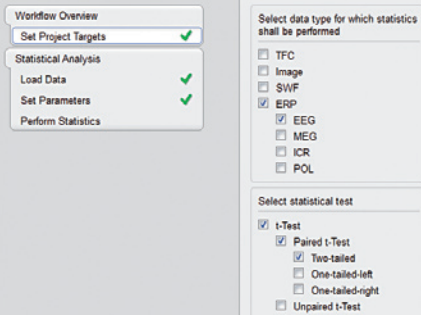 Workflow Overview
Set Project Targets
Statistical Analysis
Load Data
Set Parameters
Perform Statistics
Select data type for which statistics
shall be performed
TFC
Image
SWF
ERP
EEG
MEG
ICR
POL
Select statistical test
t-Test
Paired t-Test
Two-tailed
One-tailed-left
One-tailed-right
Unpaired t-Test